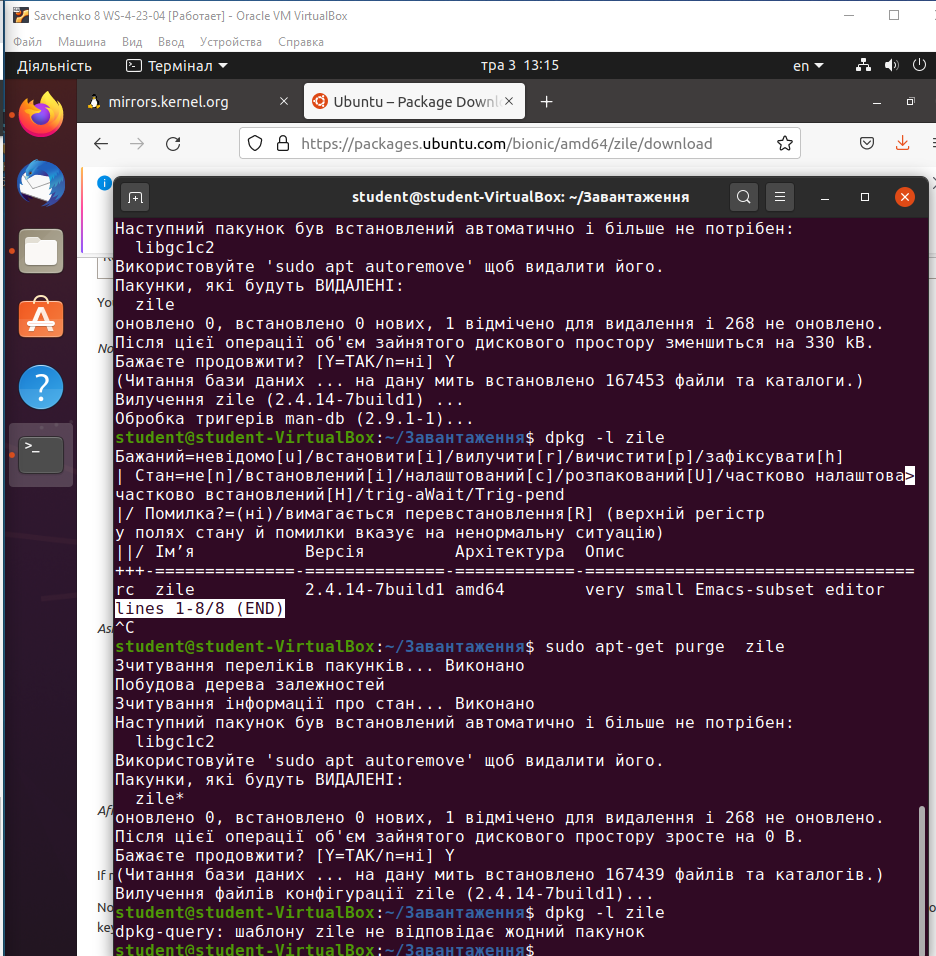 Savchenko 8 WS-4-23-04 [Работает] - Oracle VM VirtualBox
Файл Машина Вид Ввод Устройства Справка
Діяльність Термінал тра 3 13:15 en
mirrors.kernel.org Ubuntu – Package Downl
https://packages.ubuntu.com/bionic/amd64/zile/download
student@student-VirtualBox: ~/Завантаження
Наступний пакунок був встановлений автоматично і більше не потрібен:
libgc1c2
Використовуйте 'sudo apt autoremove' щоб видалити його.
Пакунки, які будуть ВИДАЛЕНІ:
zile
оновлено 0, встановлено 0 нових, 1 відмічено для видалення і 268 не оновлено.
Після цієї операції об'єм зайнятого дискового простору зменшиться на 330 kB.
Бажаєте продовжити? [Y=ТАК/n=ні] Y
(Читання бази даних ... на дану мить встановлено 167453 файли та каталоги.)
Вилучення zile (2.4.14-7build1) ...
Обробка тригерів man-db (2.9.1-1)...
student@student-VirtualBox:~/Завантаження$ dpkg -l zile
Бажаний=невідомо[u]/встановити[i]/вилучити[r]/вичистити[p]/зафіксувати[h]
| Стан=не[n]/встановлений[i]/налаштований[c]/розпакований[U]/частково налаштова>
частково встановлений[H]/trig-aWait/Trig-pend
|/ Помилка?=(ні)/вимагається перевстановлення[R] (верхній регістр
у полях стану й помилки вказує на ненормальну ситуацію)
||/ Ім’я Версія Архітектура Опис
+++-==============-==============-============-=================================
rc zile 2.4.14-7build1 amd64 very small Emacs-subset editor
lines 1-8/8 (END)
^C
student@student-VirtualBox:~/Завантаження$ sudo apt-get purge  zile
Зчитування переліків пакунків... Виконано
Побудова дерева залежностей
Зчитування інформації про стан... Виконано
Наступний пакунок був встановлений автоматично і більше не потрібен:
libgc1c2
Використовуйте 'sudo apt autoremove' щоб видалити його.
Пакунки, які будуть ВИДАЛЕНІ:
zile*
оновлено 0, встановлено 0 нових, 1 відмічено для видалення і 268 не оновлено.
Після цієї операції об'єм зайнятого дискового простору зросте на 0 B.
Бажаєте продовжити? [Y=ТАК/n=ні] Y
(Читання бази даних ... на дану мить встановлено 167439 файлів та каталогів.)
Вилучення файлів конфігурації zile (2.4.14-7build1)...
student@student-VirtualBox:~/Завантаження$ dpkg -l zile
dpkg-query: шаблону zile не відповідає жодний пакунок
student@student-VirtualBox:~/Завантаження$